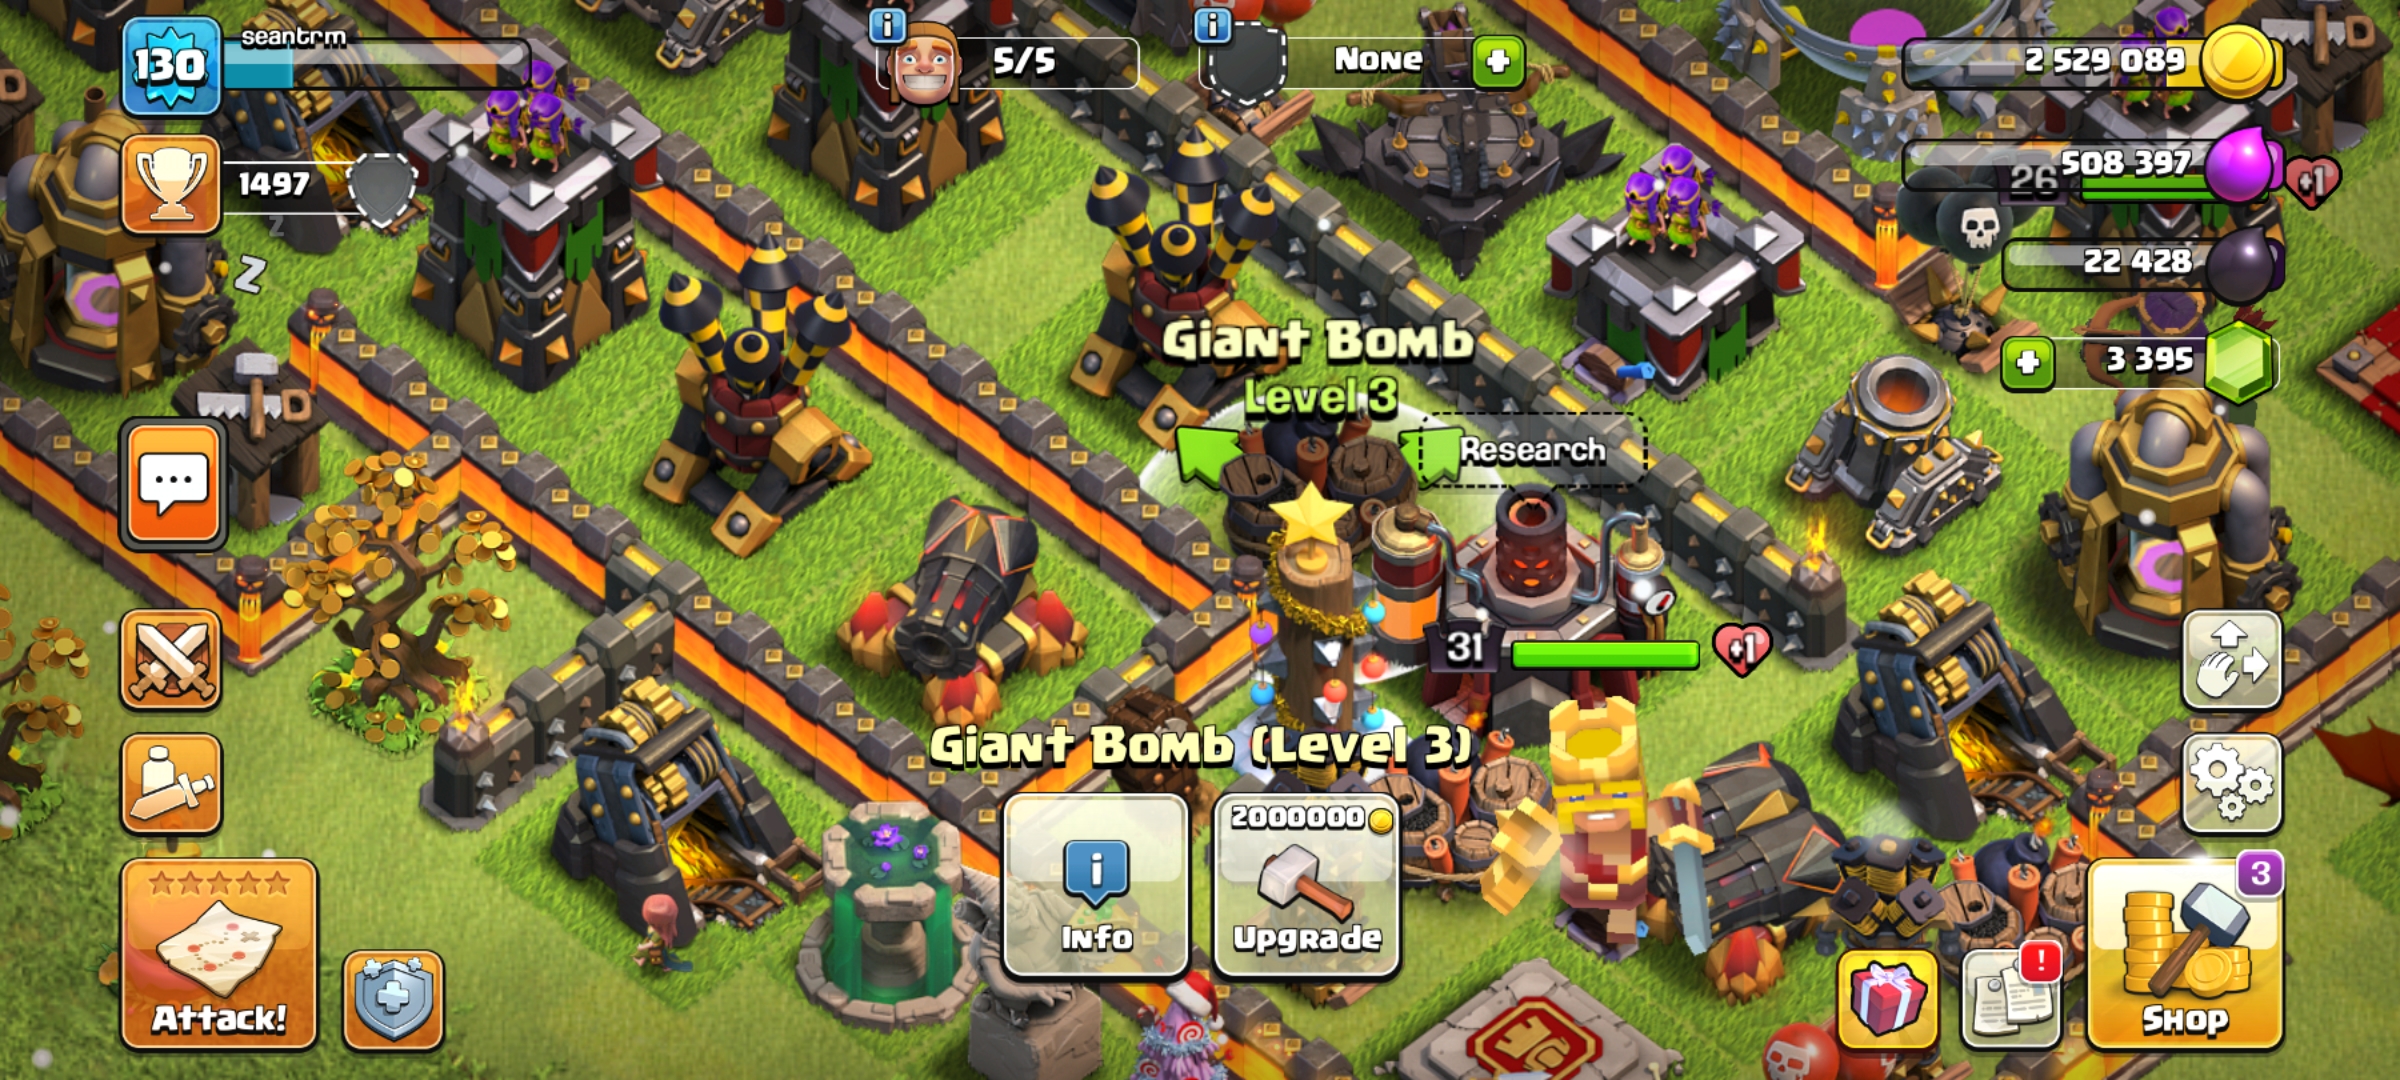 130
seantrm
5/5
None
2 529 089
1497
26
508 397
+1
Z
Z
22 428
Giant Bomb
Level 3
3 395
Research
31
+1
Giant Bomb (Level 3)
2000000
Info
Upgrade
3
!
Attack!
Shop